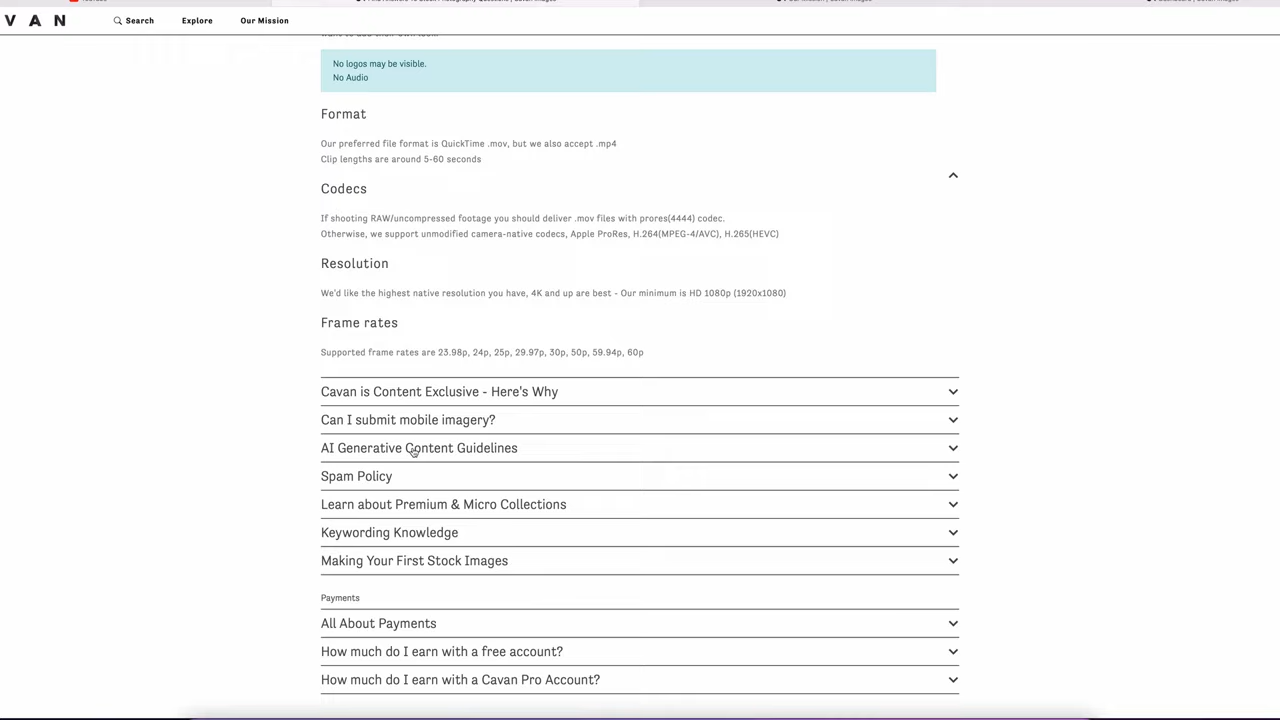 V A N
Search
Explore
Our Mission
No logos may be visible.
No Audio
Format
Our preferred file format is QuickTime .mov, but we also accept .mp4
Clip lengths are around 5-60 seconds
Codecs
If shooting RAW/uncompressed footage you should deliver .mov files with prores(4444) codec.
Otherwise, we support unmodified camera-native codecs, Apple ProRes, H.264(MPEG-4/AVC), H.265(HEVC)
Resolution
We'd like the highest native resolution you have, 4K and up are best - Our minimum is HD 1080p (1920x1080)
Frame rates
Supported frame rates are 23.98p, 24p, 25p, 29.97p, 30p, 50p, 59.94p, 60p
Cavan is Content Exclusive - Here's Why
Can I submit mobile imagery?
AI Generative Content Guidelines
Spam Policy
Learn about Premium & Micro Collections
Keywording Knowledge
Making Your First Stock Images
Payments
All About Payments
How much do I earn with a free account?
How much do I earn with a Cavan Pro Account?